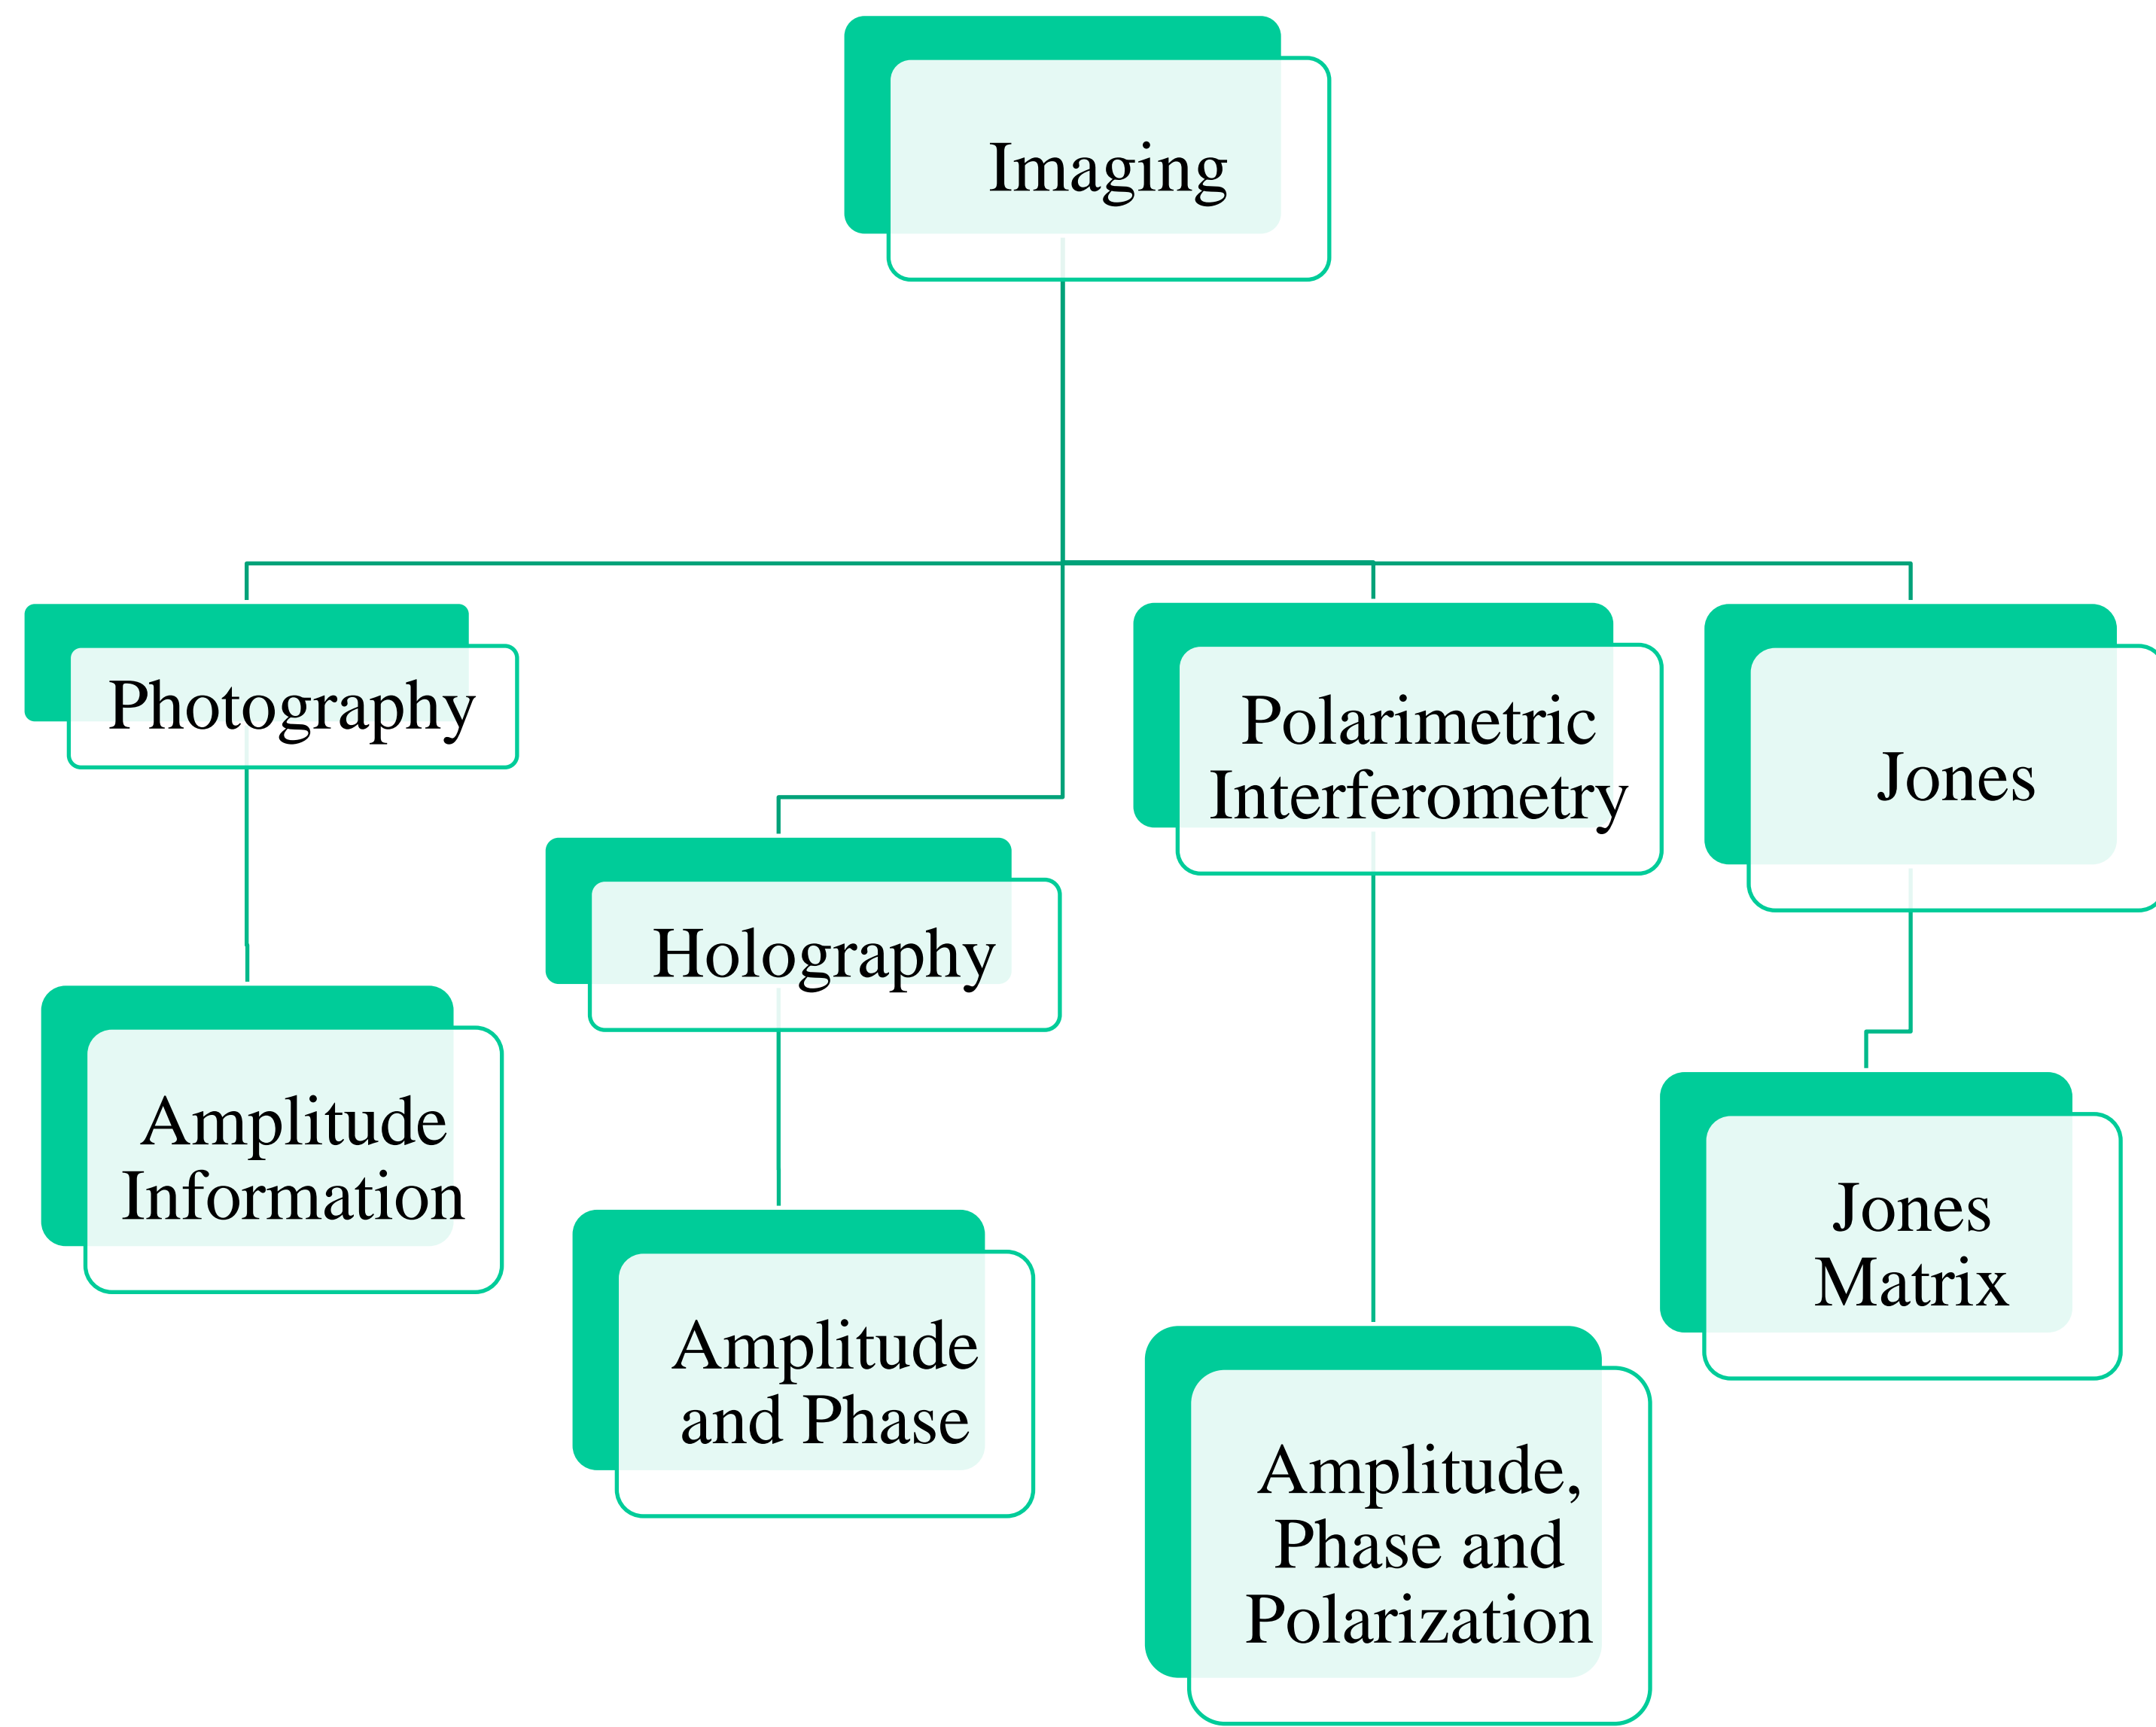 Imaging
Photography
Polarimetric
Interferometry
Jones
Holography
Amplitude
Information
Jones
Matrix
Amplitude
and Phase
Amplitude,
Phase and
Polarization